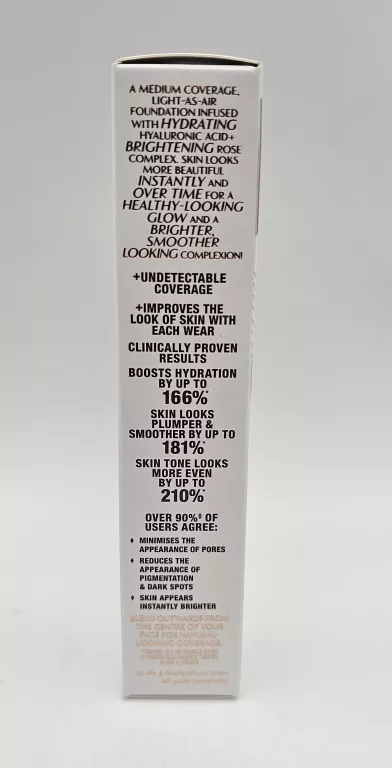 A MEDIUM COVERAGE,
LIGHT-AS-AIR
FOUNDATION INFUSED
WITH HYDRATING
HYALURONIC ACID+
BRIGHTENING ROSE
COMPLEX. SKIN LOOKS
MORE BEAUTIFUL
INSTANTLY AND
OVER TIME FOR A
HEALTHY-LOOKING
GLOW AND A
BRIGHTER,
SMOOTHER
LOOKING COMPLEXION!
+UNDETECTABLE
COVERAGE
+IMPROVES THE
LOOK OF SKIN WITH
EACH WEAR
CLINICALLY PROVEN
RESULTS
BOOSTS HYDRATION
BY UP TO
166%*
SKIN LOOKS
PLUMPER &
SMOOTHER BY UP TO
181%*
SKIN TONE LOOKS
MORE EVEN
BY UP TO
210%*
OVER 90%‡ OF
USERS AGREE:
♦ MINIMISES THE
APPEARANCE OF PORES
♦ REDUCES THE
APPEARANCE OF
PIGMENTATION
& DARK SPOTS
♦ SKIN APPEARS
INSTANTLY BRIGHTER
BLEND OUTWARDS FROM
THE CENTRE OF YOUR
FACE FOR NATURAL-
LOOKING COVERAGE.